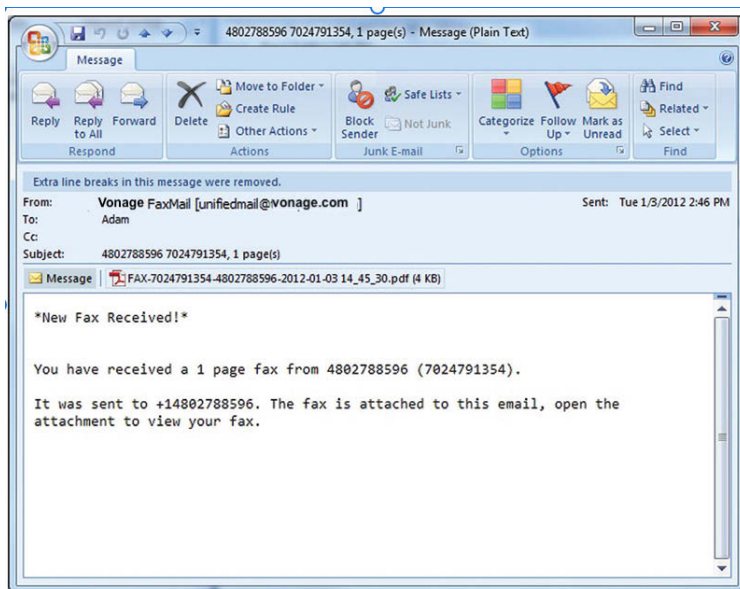 4802788596 7024791354, 1 page(s) - Message (Plain Text)
Message
Reply
Reply to All
Forward
Respond
Delete
Move to Folder
Create Rule
Other Actions
Actions
Block Sender
Safe Lists
Not Junk
Junk E-mail
Categorize
Follow Up
Mark as Unread
Options
Find
Related
Select
Find
Extra line breaks in this message were removed.
From: Vonage FaxMail [unifiedmail@vonage.com ] Sent: Tue 1/3/2012 2:46 PM
To: Adam
Cc:
Subject: 4802788596 7024791354, 1 page(s)
Message FAX-7024791354-4802788596-2012-01-03 14_45_30.pdf (4 KB)
*New Fax Received!*
You have received a 1 page fax from 4802788596 (7024791354).
It was sent to +14802788596. The fax is attached to this email, open the
attachment to view your fax.